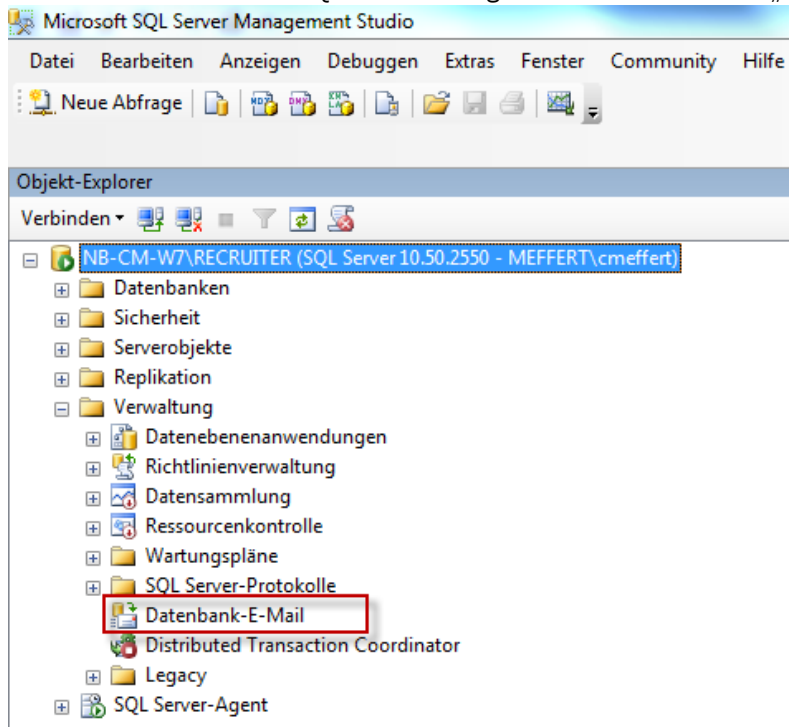 Microsoft SQL Server Management Studio
Datei Bearbeiten Anzeigen Debuggen Extras Fenster Community Hilfe
Neue Abfrage
Objekt-Explorer
Verbinden
NB-CM-W7\RECRUITER (SQL Server 10.50.2550 - MEFFERT\cmeffert)
Datenbanken
Sicherheit
Serverobjekte
Replikation
Verwaltung
Datenebenenanwendungen
Richtlinienverwaltung
Datensammlung
Ressourcenkontrolle
Wartungspläne
SQL Server-Protokolle
Datenbank-E-Mail
Distributed Transaction Coordinator
Legacy
SQL Server-Agent